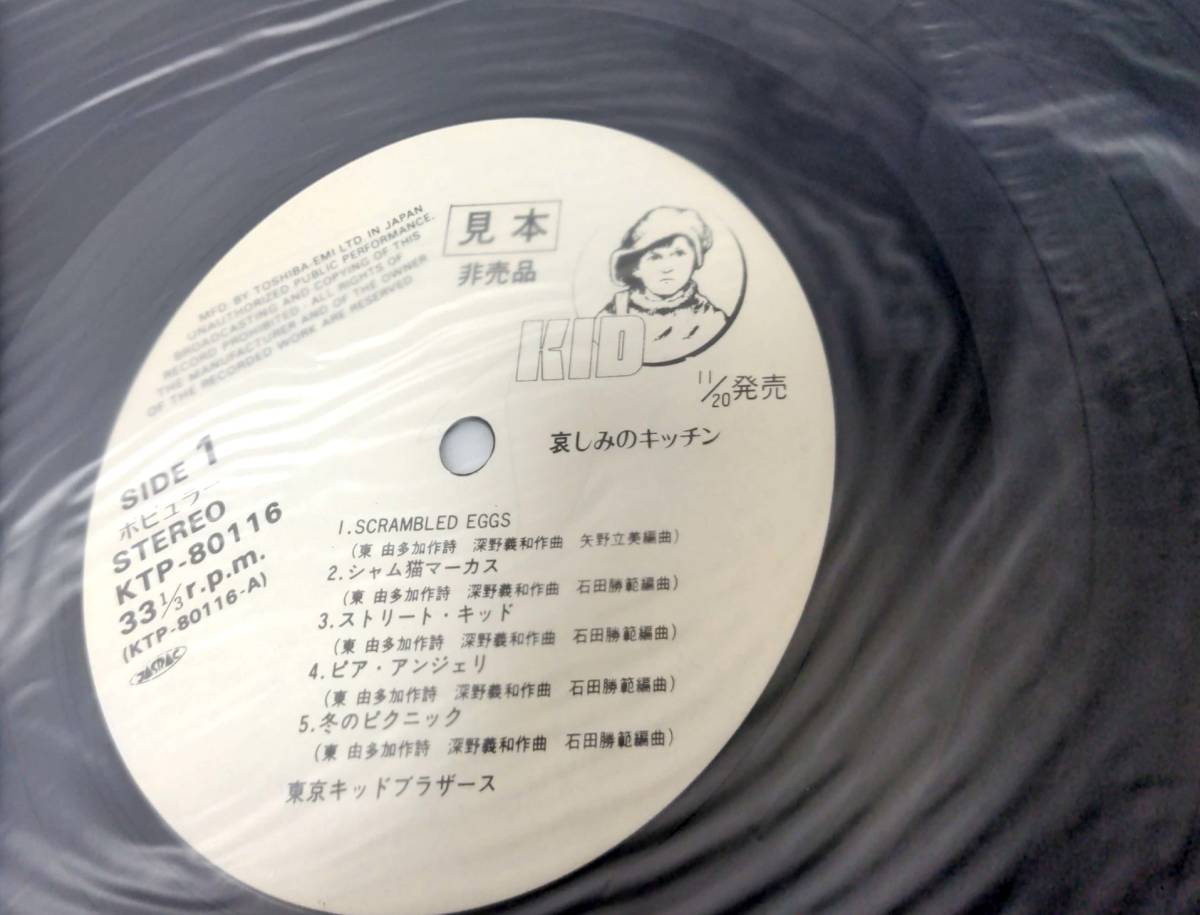 MFD BY TOSHIBA-EMI LTD IN JAPAN
UNAUTHORIZED PUBLIC PERFORMANCE.
BROADCASTING AND COPYING OF THIS
RECORD PROHIBITED · ALL RIGHTS OF
THE MANUFACTURER AND OF THE OWNER
OF THE RECORDED WORK ARE RESERVED
見本
非売品
KID
11/20発売
哀しみのキッチン
SIDE 1
ポピュラー
STEREO
KTP-80116
33 1/3 r.p.m.
(KTP-80116-A)
JASRAC
1.SCRAMBLED EGGS
(東 由多加作詩 深野義和作曲 矢野立美編曲)
2.シャム猫マーカス
(東 由多加作詩 深野義和作曲 石田勝範編曲)
3.ストリート・キッド
(東 由多加作詩 深野義和作曲 石田勝範編曲)
4.ピア・アンジェリ
(東 由多加作詩 深野義和作曲 石田勝範編曲)
5.冬のピクニック
(東 由多加作詩 深野義和作曲 石田勝範編曲)
東京キッドブラザース